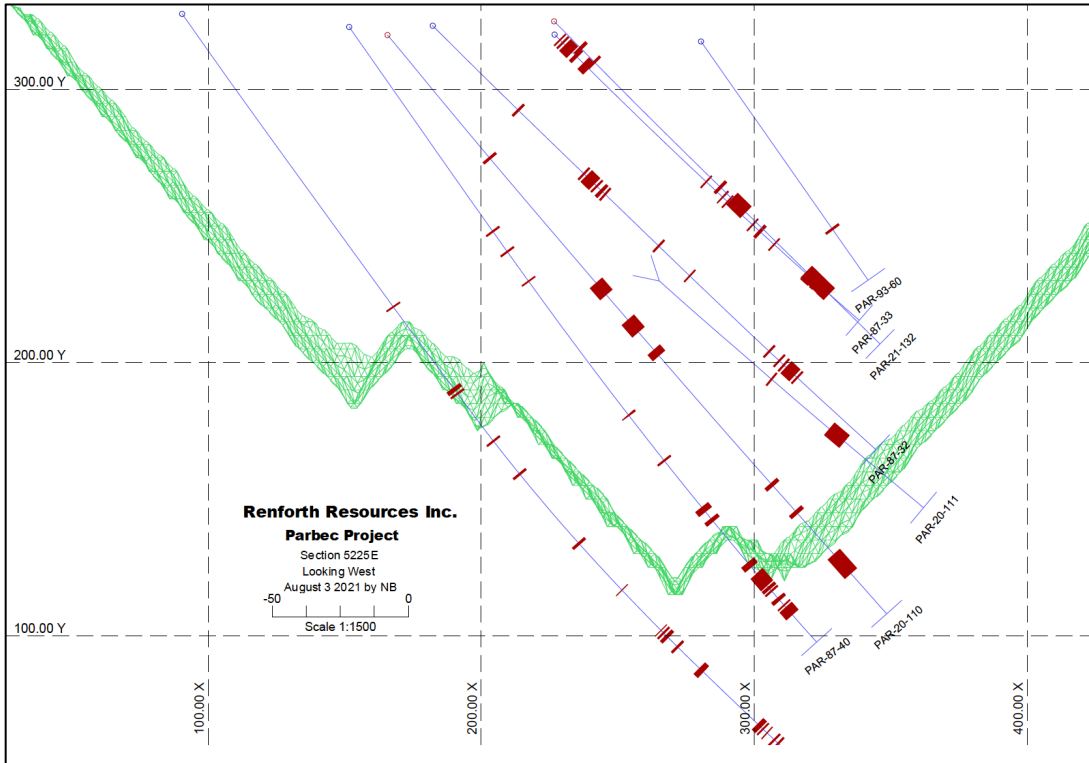 300.00 Y
PAR-93-60
PAR-87-33
PAR-21-132
200.00 Y
PAR-87-32
PAR-20-111
Renforth Resources Inc.
Parbec Project
Section 5225E
Looking West
August 3 2021 by NB
-50 0
Scale 1:1500
PAR-20-110
PAR-87-40
100.00 Y
100.00 X
200.00 X
300.00 X
400.00 X